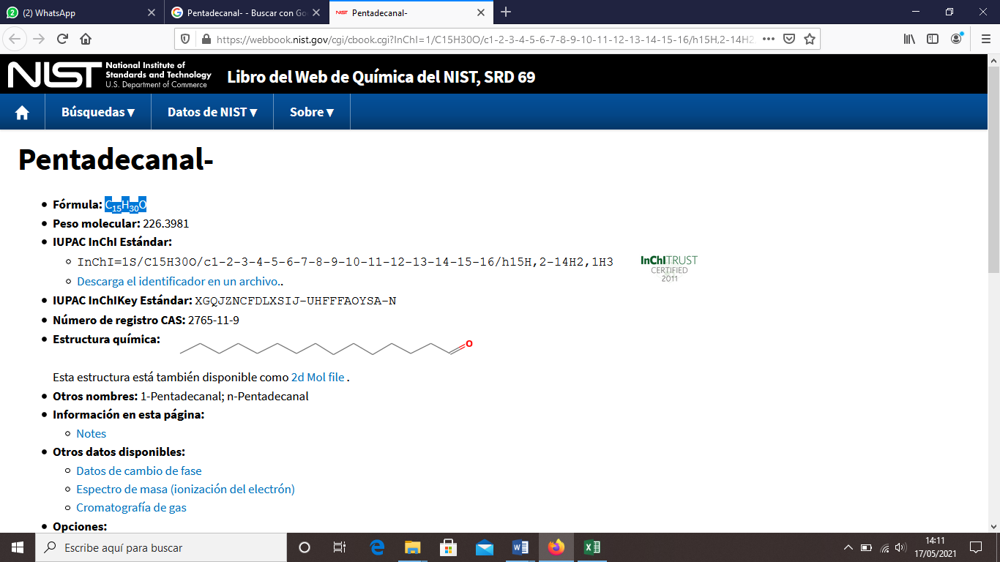 (2) WhatsApp
Pentadecanal- - Buscar con Go
Pentadecanal-
https://webbook.nist.gov/cgi/cbook.cgi?InChI=1/C15H30O/c1-2-3-4-5-6-7-8-9-10-11-12-13-14-15-16/h15H,2-14H2
NIST National Institute of Standards and Technology U.S. Department of Commerce
Libro del Web de Química del NIST, SRD 69
Búsquedas▼ Datos de NIST▼ Sobre▼
Pentadecanal-
• Fórmula: C15H30O
• Peso molecular: 226.3981
• IUPAC InChI Estándar:
InChI=1S/C15H30O/c1-2-3-4-5-6-7-8-9-10-11-12-13-14-15-16/h15H,2-14H2,1H3
InChITRUST
CERTIFIED
2011
Descarga el identificador en un archivo..
• IUPAC InChIKey Estándar: XGQJZNCFDLXSIJ-UHFFFAOYSA-N
• Número de registro CAS: 2765-11-9
• Estructura química:
O
Esta estructura está también disponible como 2d Mol file .
• Otros nombres: 1-Pentadecanal; n-Pentadecanal
• Información en esta página:
Notes
• Otros datos disponibles:
Datos de cambio de fase
Espectro de masa (ionización del electrón)
Cromatografía de gas
• Opciones:
Escribe aquí para buscar
14:11
17/05/2021